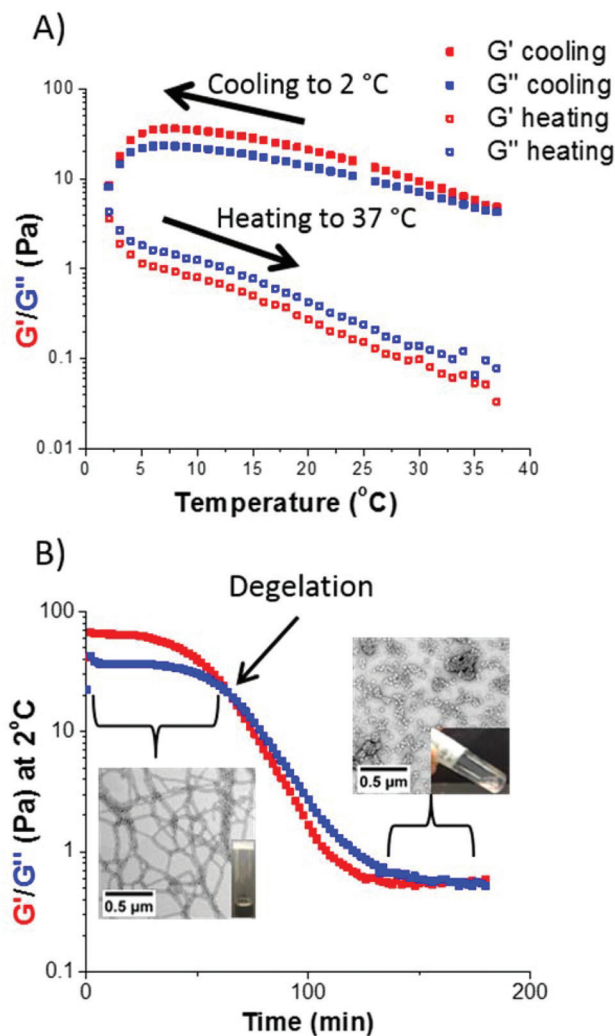 A)
G' cooling
G" cooling
G' heating
G" heating
Cooling to 2 °C
Heating to 37 °C
100
10
1
0.1
0.01
G'/G" (Pa)
0 5 10 15 20 25 30 35 40
Temperature (°C)
B)
Degelation
100
10
1
0.1
G'/G" (Pa) at 2°C
0.5 µm
0.5 µm
0 100 200
Time (min)